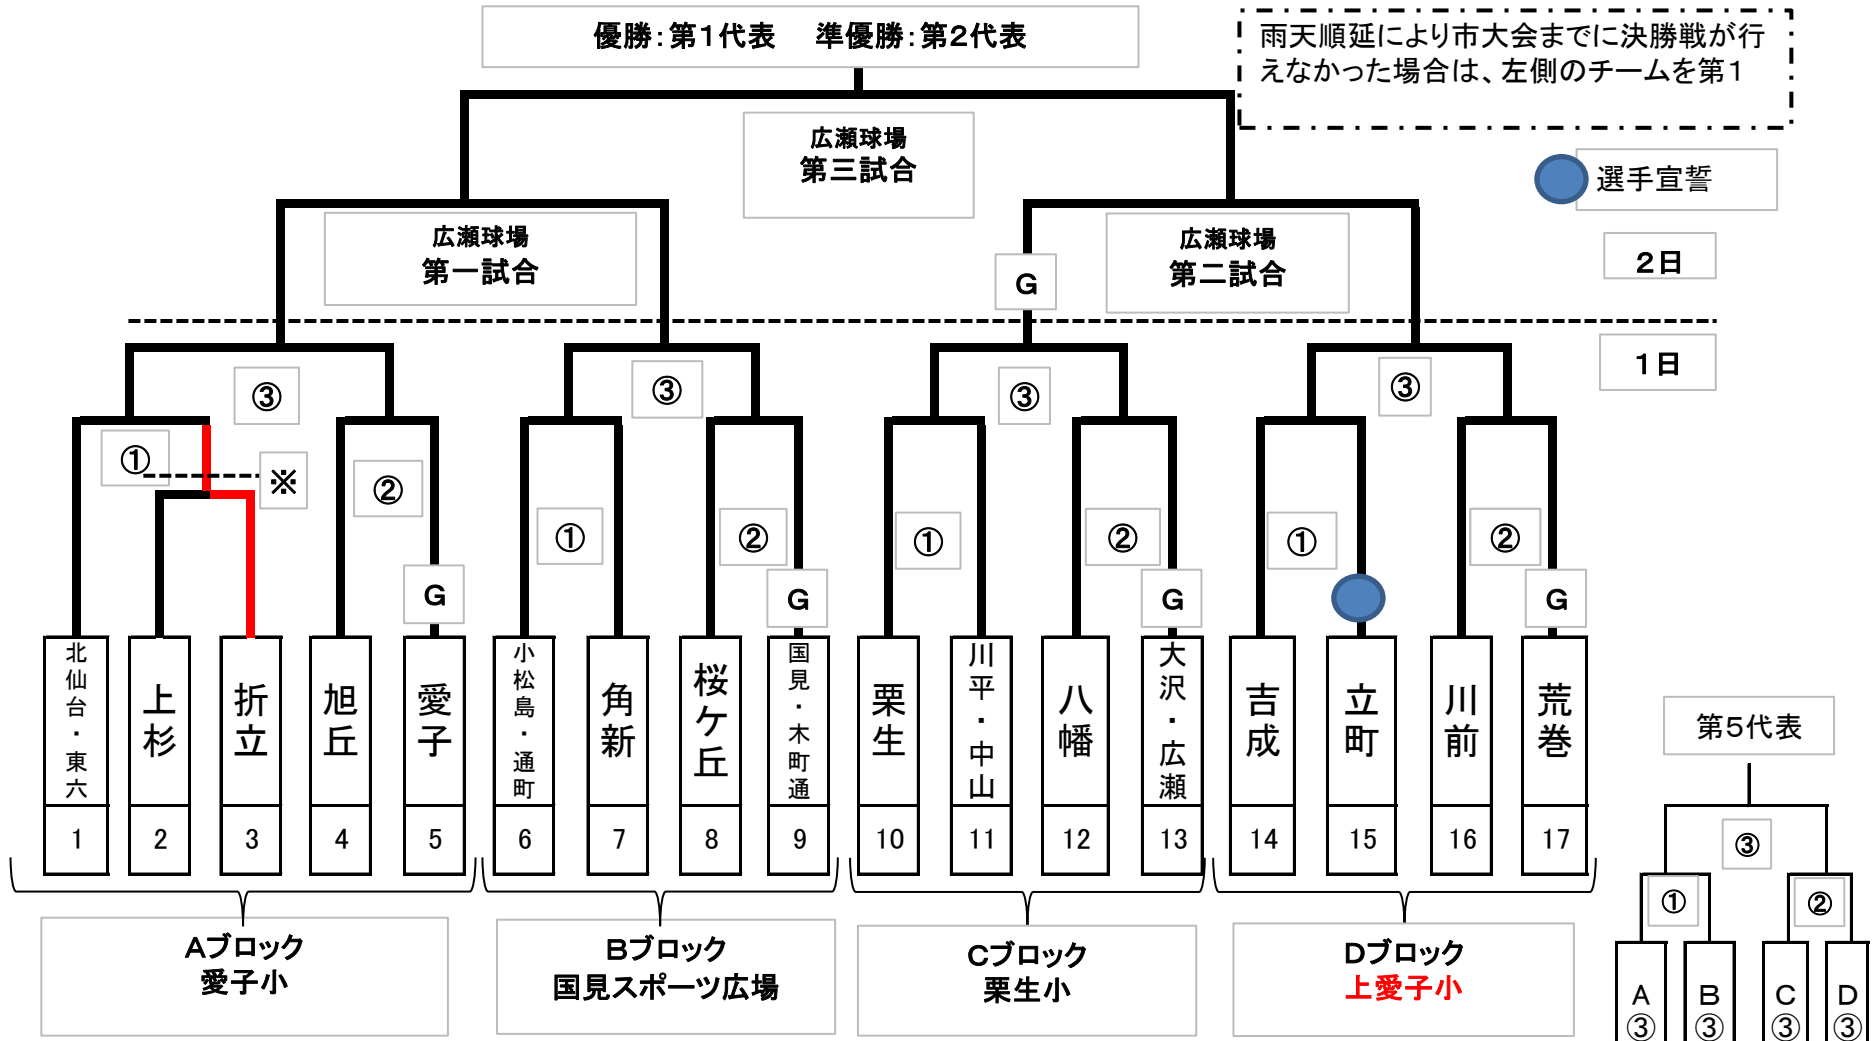 優勝：第１代表　準優勝：第２代表
雨天順延により市大会までに決勝戦が行
えなかった場合は、左側のチームを第１
広瀬球場
第三試合
選手宣誓
広瀬球場
第一試合
広瀬球場
第二試合
G
２日
１日
③
③
③
③
①
※
②
①
②
①
②
①
②
G
G
G
G
北仙台・東六
上杉
折立
旭丘
愛子
小松島・通町
角新
桜ケ丘
国見・木町通
栗生
川平・中山
八幡
大沢・広瀬
吉成
立町
川前
荒巻
1
2
3
4
5
6
7
8
9
10
11
12
13
14
15
16
17
第５代表
③
①
②
A③
B③
C③
D③
Aブロック
愛子小
Bブロック
国見スポーツ広場
Cブロック
栗生小
Dブロック
上愛子小